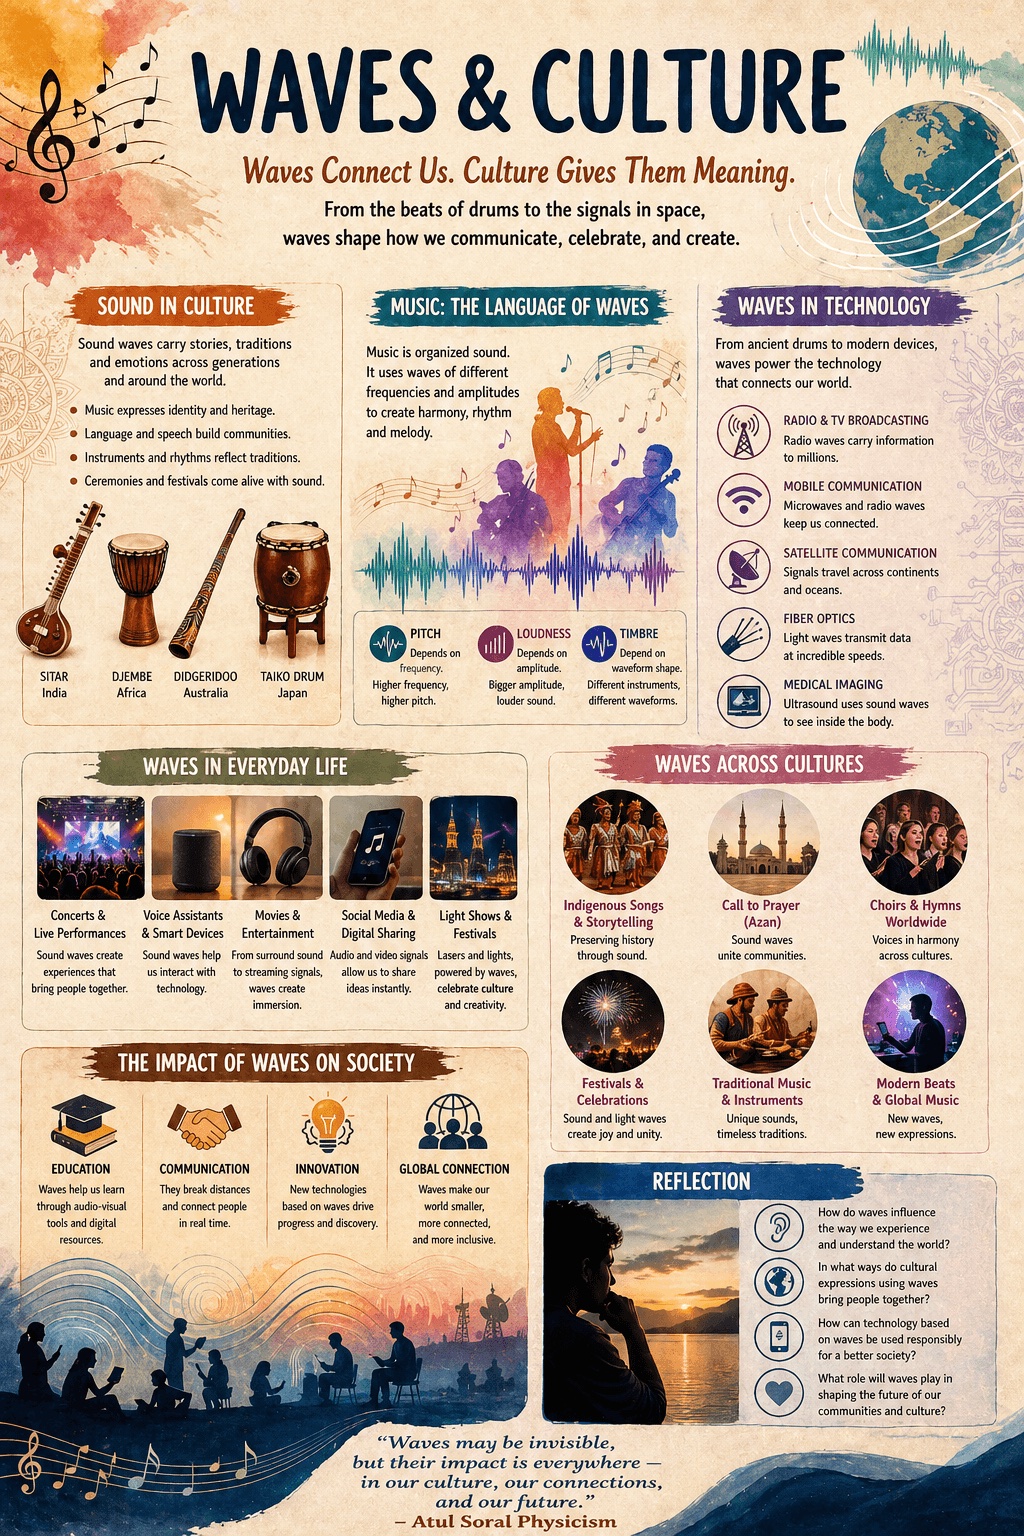 WAVES & CULTURE
Waves Connect Us. Culture Gives Them Meaning.
From the beats of drums to the signals in space,
waves shape how we communicate, celebrate, and create.
SOUND IN CULTURE
Sound waves carry stories, traditions
and emotions across generations
and around the world.
Music expresses identity and heritage.
Language and speech build communities.
Instruments and rhythms reflect traditions.
Ceremonies and festivals come alive with sound.
SITAR
India
DJEMBE
Africa
DIDGERIDOO
Australia
TAIKO DRUM
Japan
MUSIC: THE LANGUAGE OF WAVES
Music is organized sound.
It uses waves of different
frequencies and amplitudes
to create harmony, rhythm
and melody.
PITCH
Depends on
frequency.
Higher frequency,
higher pitch.
LOUDNESS
Depends on
amplitude.
Bigger amplitude,
louder sound.
TIMBRE
Depend on
waveform shape.
Different instruments,
different waveforms.
WAVES IN TECHNOLOGY
From ancient drums to modern devices,
waves power the technology
that connects our world.
RADIO & TV BROADCASTING
Radio waves carry information
to millions.
MOBILE COMMUNICATION
Microwaves and radio waves
keep us connected.
SATELLITE COMMUNICATION
Signals travel across continents
and oceans.
FIBER OPTICS
Light waves transmit data
at incredible speeds.
MEDICAL IMAGING
Ultrasound uses sound waves
to see inside the body.
WAVES IN EVERYDAY LIFE
Concerts &
Live Performances
Sound waves create
experiences that
bring people together.
Voice Assistants
& Smart Devices
Sound waves help
us interact with
technology.
Movies &
Entertainment
From surround sound
to streaming signals,
waves create
immersion.
Social Media &
Digital Sharing
Audio and video signals
allow us to share
ideas instantly.
Light Shows &
Festivals
Lasers and lights,
powered by waves,
celebrate culture
and creativity.
WAVES ACROSS CULTURES
Indigenous Songs
& Storytelling
Preserving history
through sound.
Call to Prayer
(Azan)
Sound waves
unite communities.
Choirs & Hymns
Worldwide
Voices in harmony
across cultures.
Festivals &
Celebrations
Sound and light waves
create joy and unity.
Traditional Music
& Instruments
Unique sounds,
timeless traditions.
Modern Beats
& Global Music
New waves,
new expressions.
THE IMPACT OF WAVES ON SOCIETY
EDUCATION
Waves help us learn
through audio-visual
tools and digital
resources.
COMMUNICATION
They break distances
and connect people
in real time.
INNOVATION
New technologies
based on waves drive
progress and discovery.
GLOBAL CONNECTION
Waves make our
world smaller,
more connected,
and more inclusive.
REFLECTION
How do waves influence
the way we experience
and understand the world?
In what ways do cultural
expressions using waves
bring people together?
How can technology based
on waves be used responsibly
for a better society?
What role will waves play in
shaping the future of our
communities and culture?
“Waves may be invisible,
but their impact is everywhere —
in our culture, our connections,
and our future.”
– Atul Soral Physicism